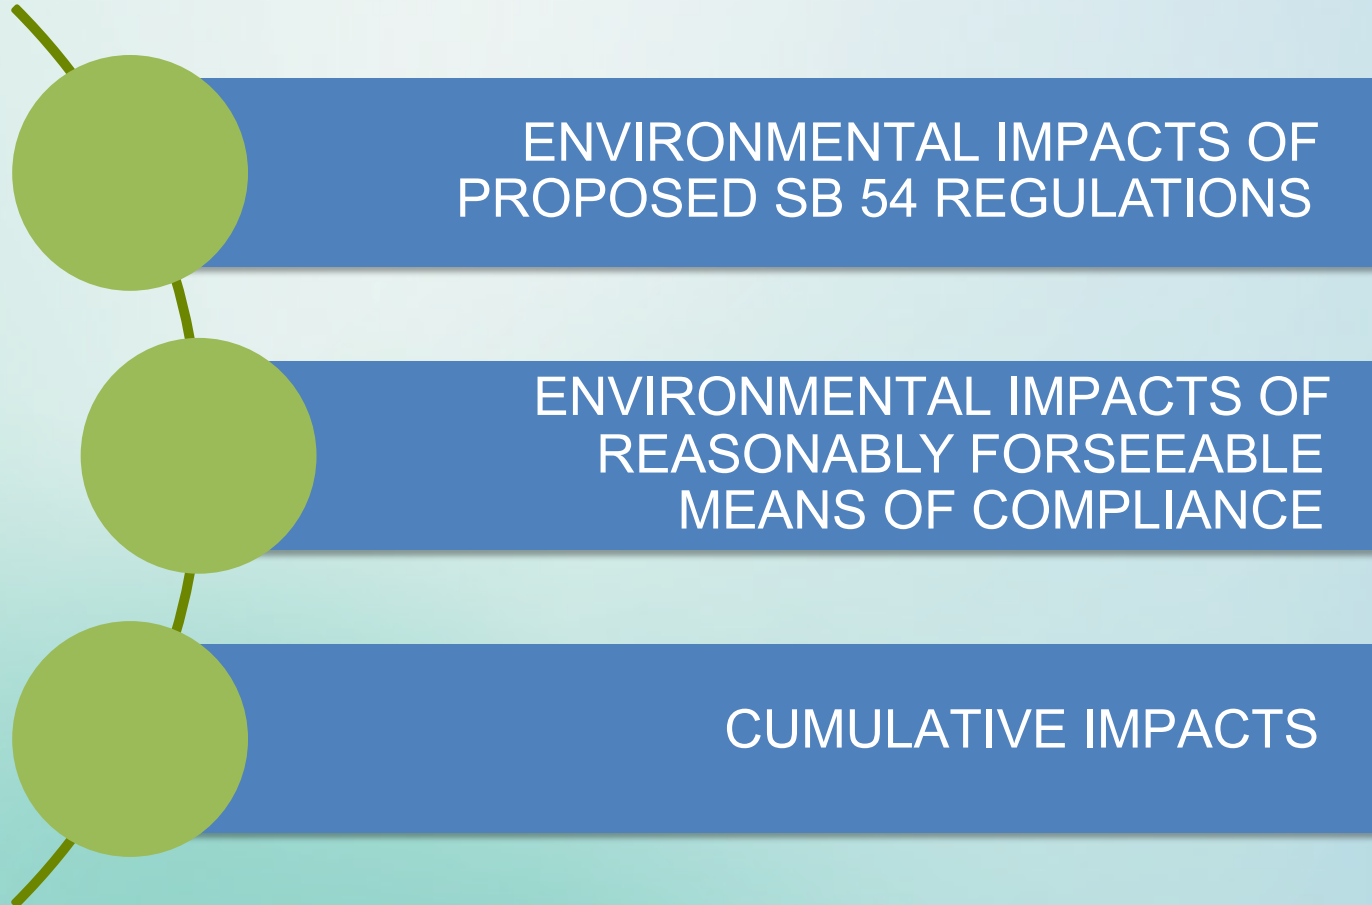 ENVIRONMENTAL IMPACTS OF
PROPOSED SB 54 REGULATIONS
ENVIRONMENTAL IMPACTS OF
REASONABLY FORSEEABLE
MEANS OF COMPLIANCE
CUMULATIVE IMPACTS